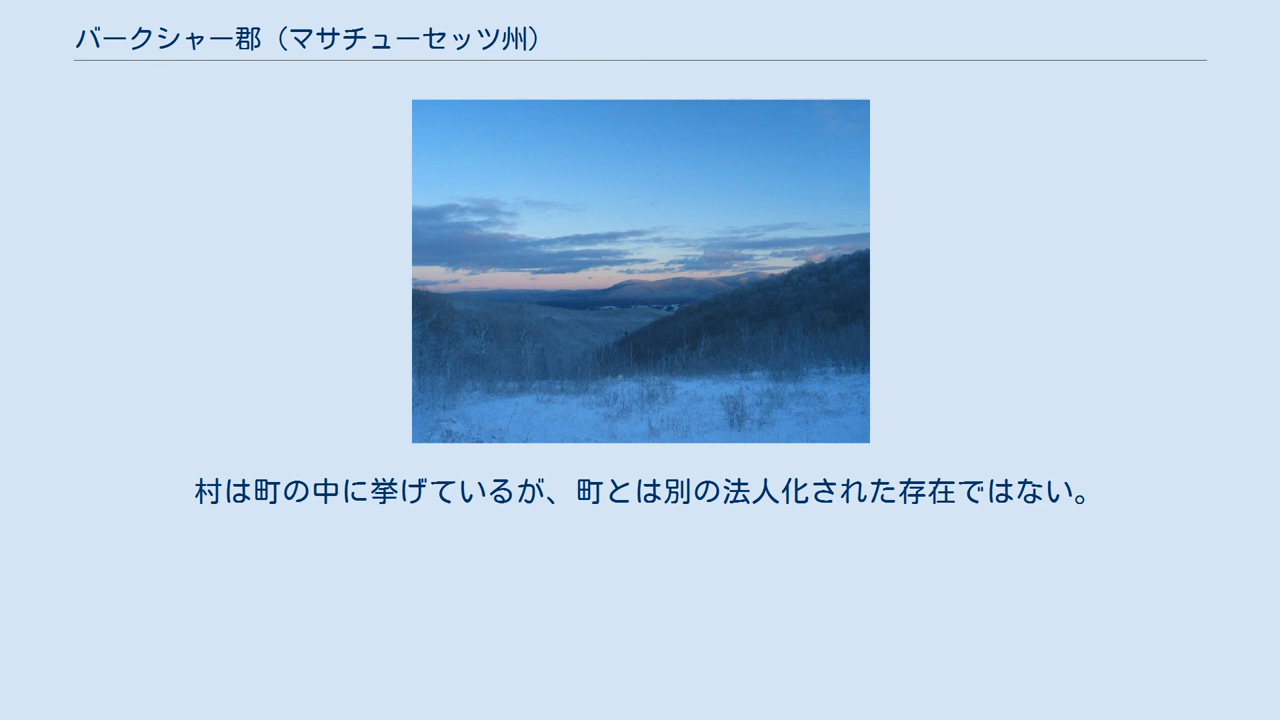 バークシャー郡（マサチューセッツ州）
村は町の中に挙げているが、町とは別の法人化された存在ではない。